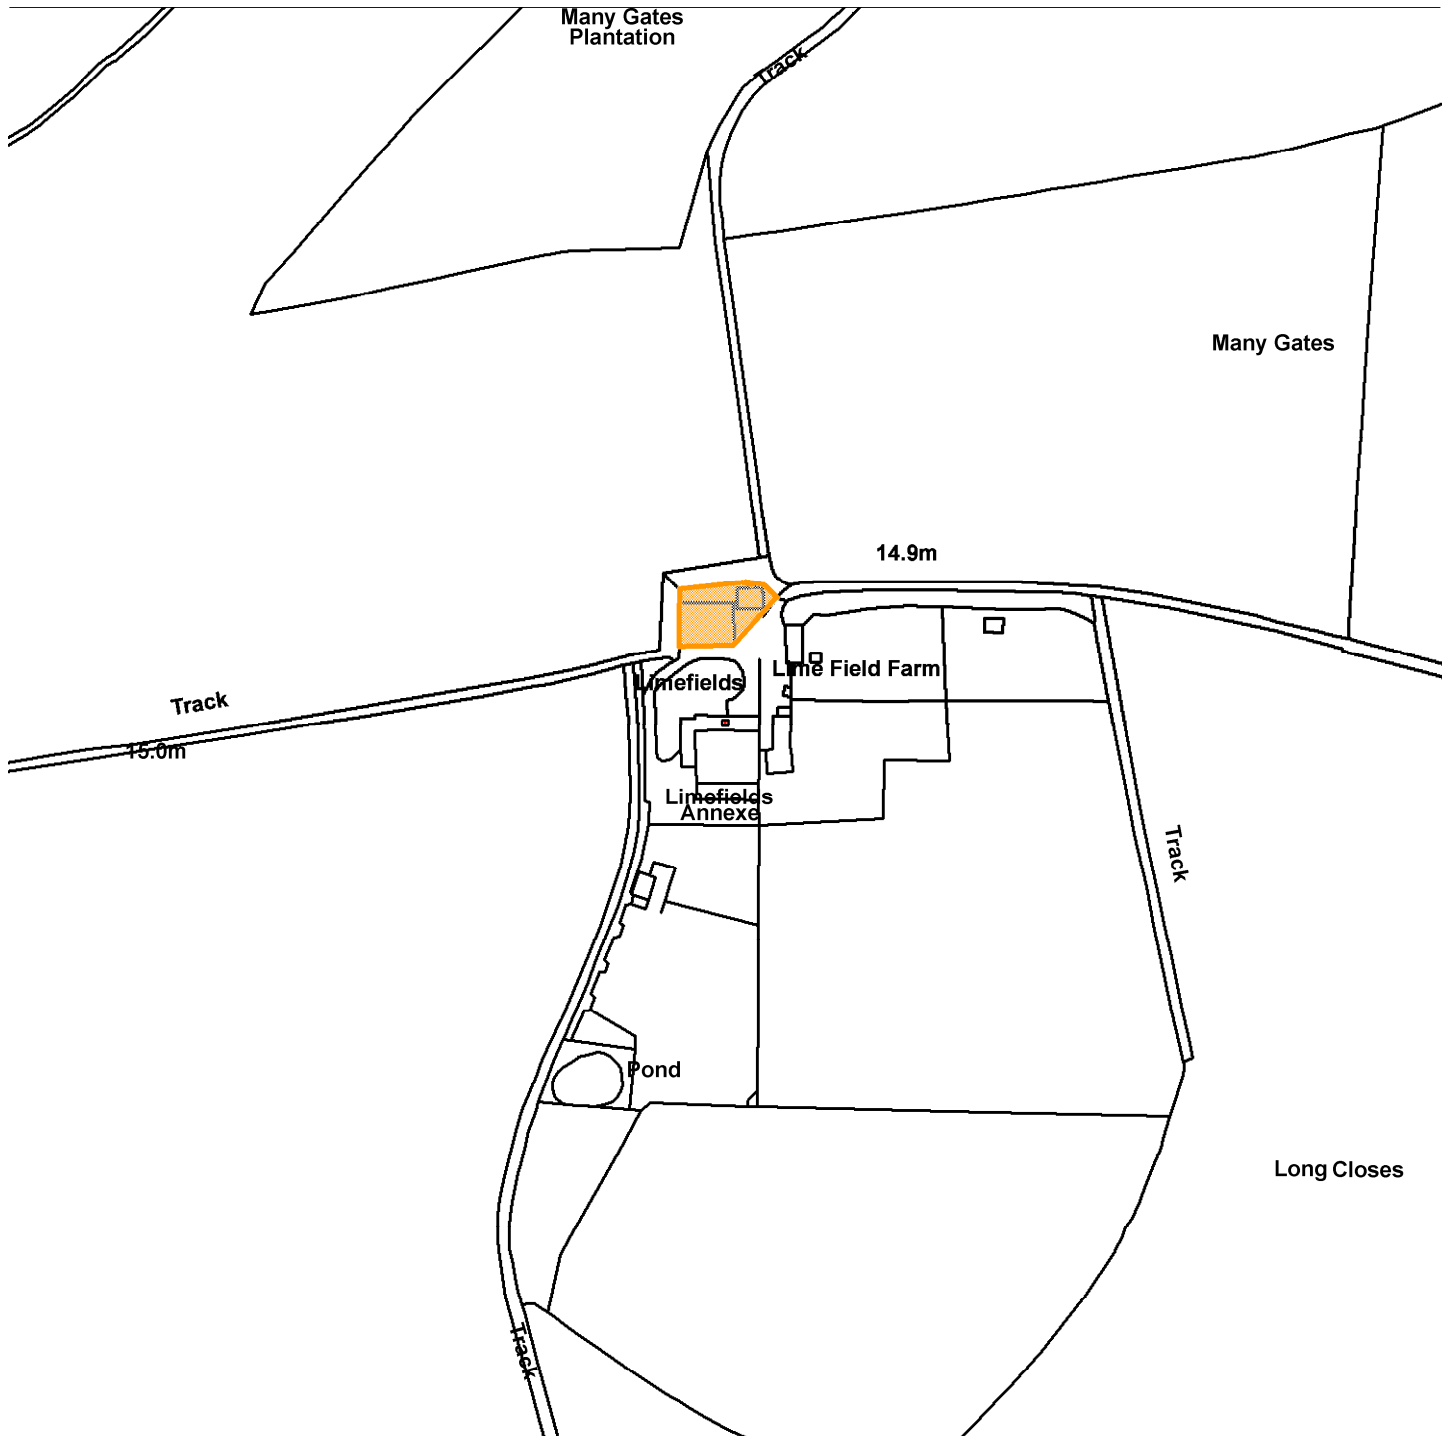 Many Gates
Plantation
Track
Many Gates
14.9m
Lime Field Farm
Limefields
Track
15.0m
Limefields
Annexe
Track
Pond
Long Closes
Track